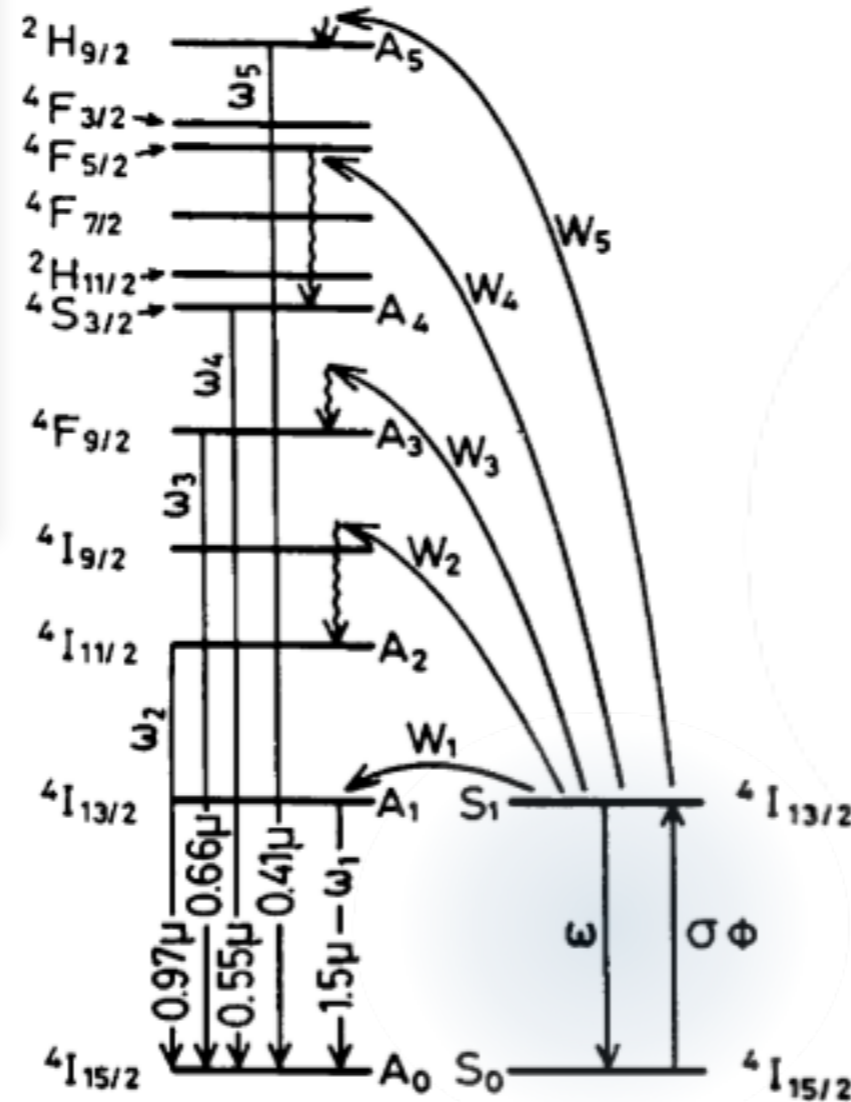 ²H₉/₂ A₅
ω₅
⁴F₃/₂
⁴F₅/₂
⁴F₇/₂ W₅
²H₁₁/₂ W₄
⁴S₃/₂ A₄
ω₄
⁴F₉/₂ A₃ W₃
ω₃
⁴I₉/₂ W₂
⁴I₁₁/₂ A₂
ω₂ W₁
⁴I₁₃/₂ A₁ S₁ ⁴I₁₃/₂
0.97μ 0.66μ 0.55μ 0.41μ 1.5μ ω₁ ε σΦ
⁴I₁₅/₂ A₀ S₀ ⁴I₁₅/₂